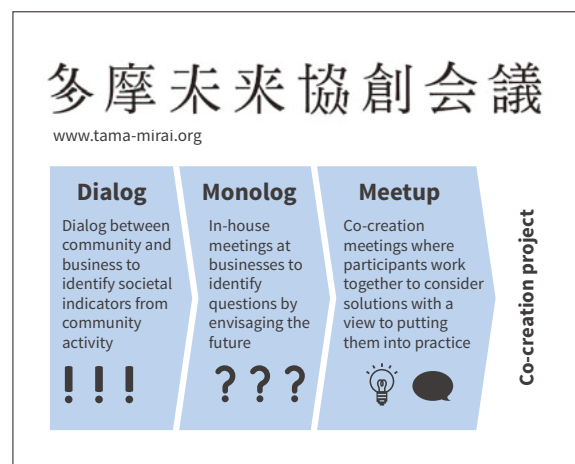 多摩未来協創会議
www.tama-mirai.org
Dialog
Dialog between
community and
business to
identify societal
indicators from
community
activity
!!!
Monolog
In-house
meetings at
businesses to
identify
questions by
envisaging the
future
???
Meetup
Co-creation
meetings where
participants work
together to consider
solutions with a
view to putting
them into practice
Co-creation project